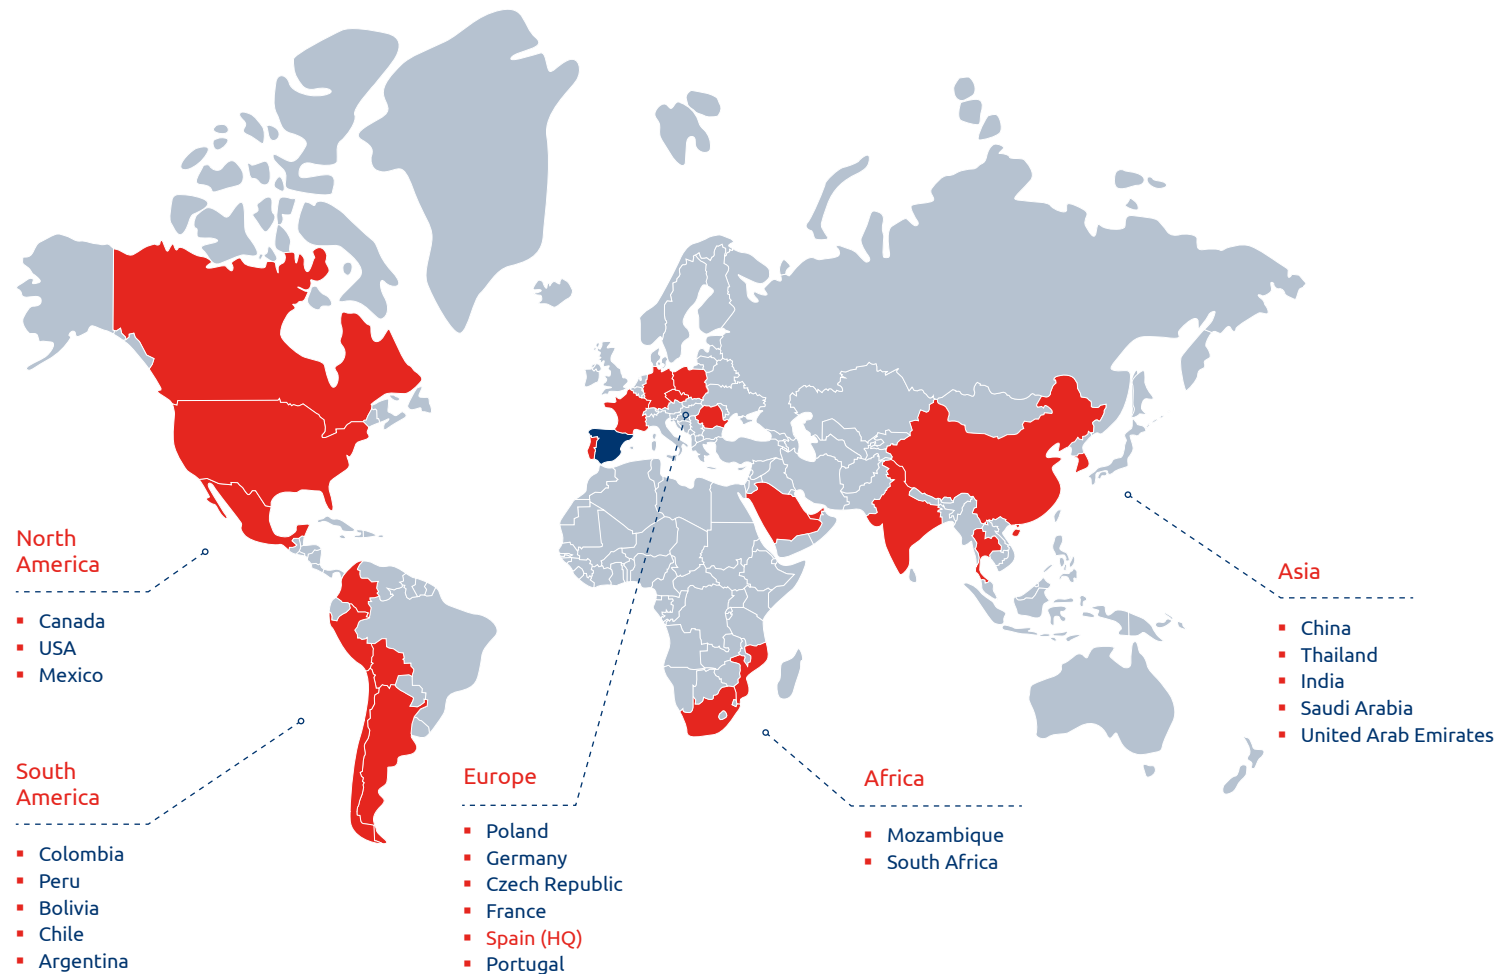 North
America
Canada
USA
Mexico
South
America
Colombia
Peru
Bolivia
Chile
Argentina
Europe
Poland
Germany
Czech Republic
France
Spain (HQ)
Portugal
Africa
Mozambique
South Africa
Asia
China
Thailand
India
Saudi Arabia
United Arab Emirates